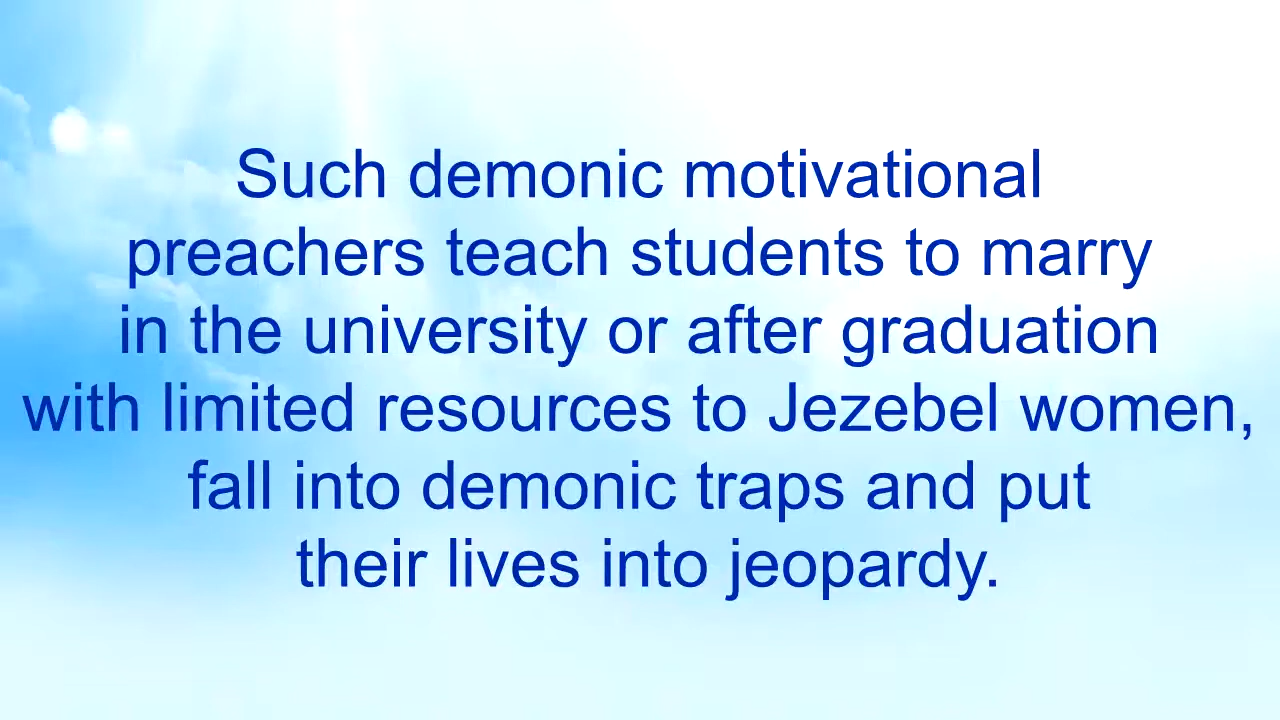 Such demonic motivational
preachers teach students to marry
in the university or after graduation
with limited resources to Jezebel women,
fall into demonic traps and put
their lives into jeopardy.